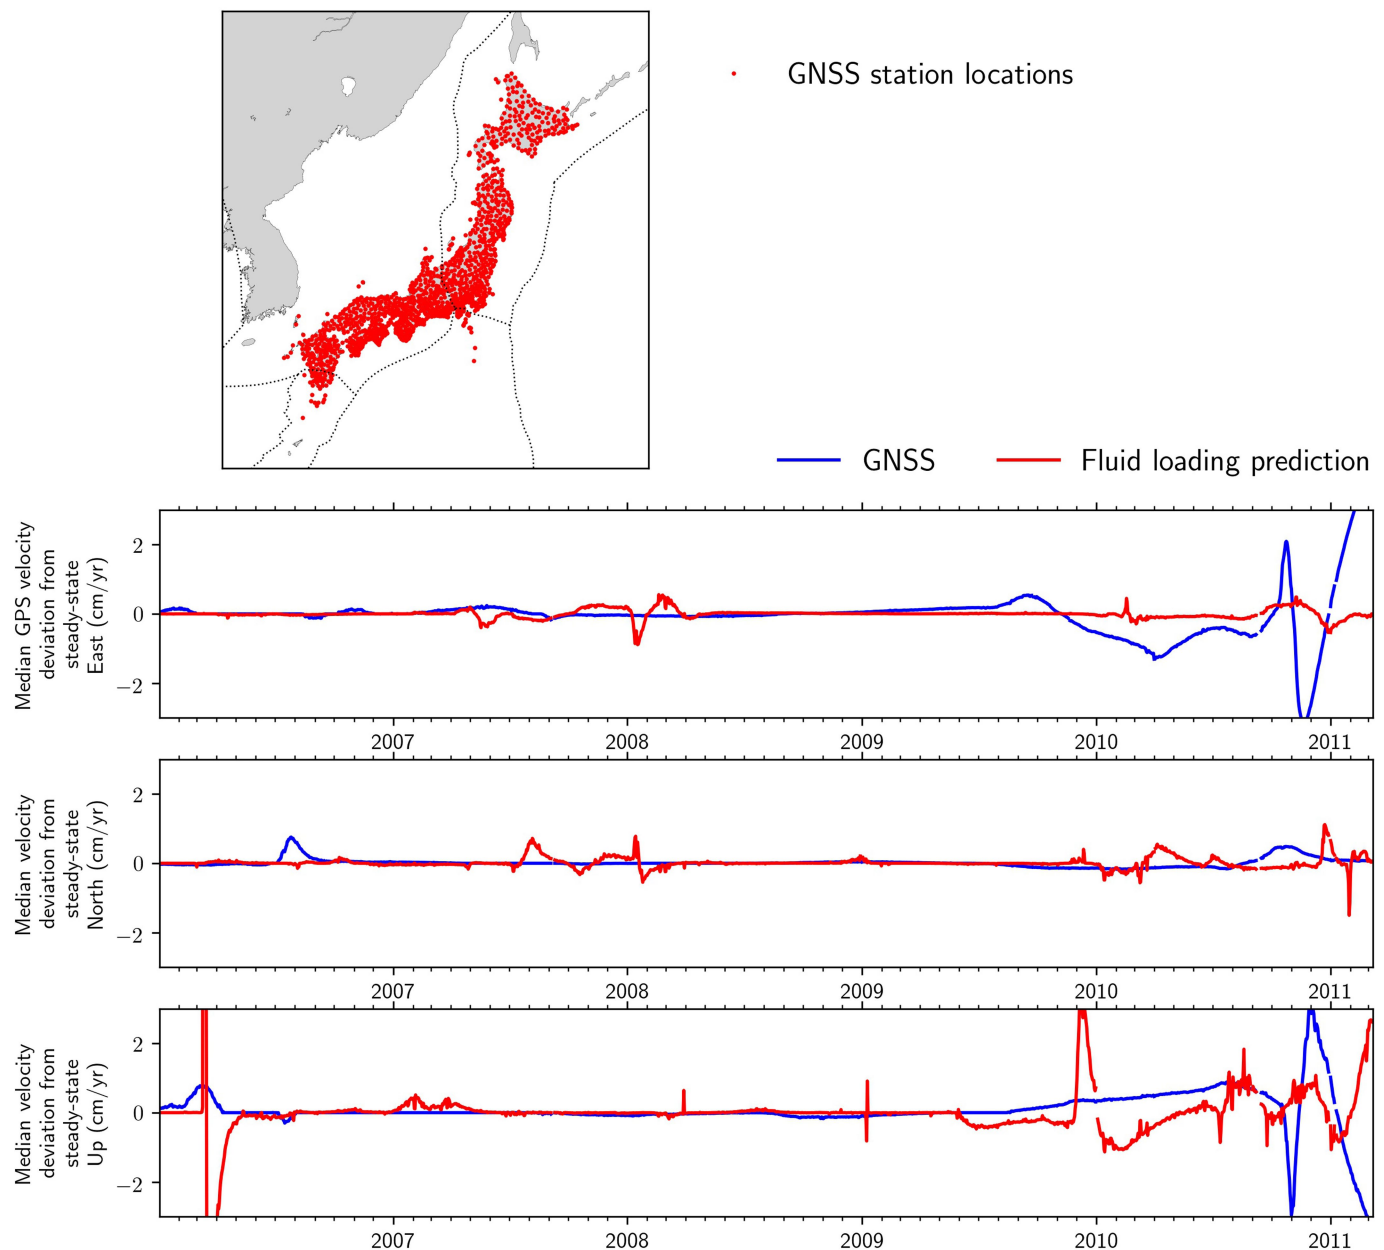 GNSS station locations
GNSS
Fluid loading prediction
Median GPS velocity
deviation from
steady-state
East (cm/yr)
2
0
−2
2007
2008
2009
2010
2011
Median velocity
deviation from
steady-state
North (cm/yr)
2
0
−2
2007
2008
2009
2010
2011
Median velocity
deviation from
steady-state
Up (cm/yr)
2
0
−2
2007
2008
2009
2010
2011